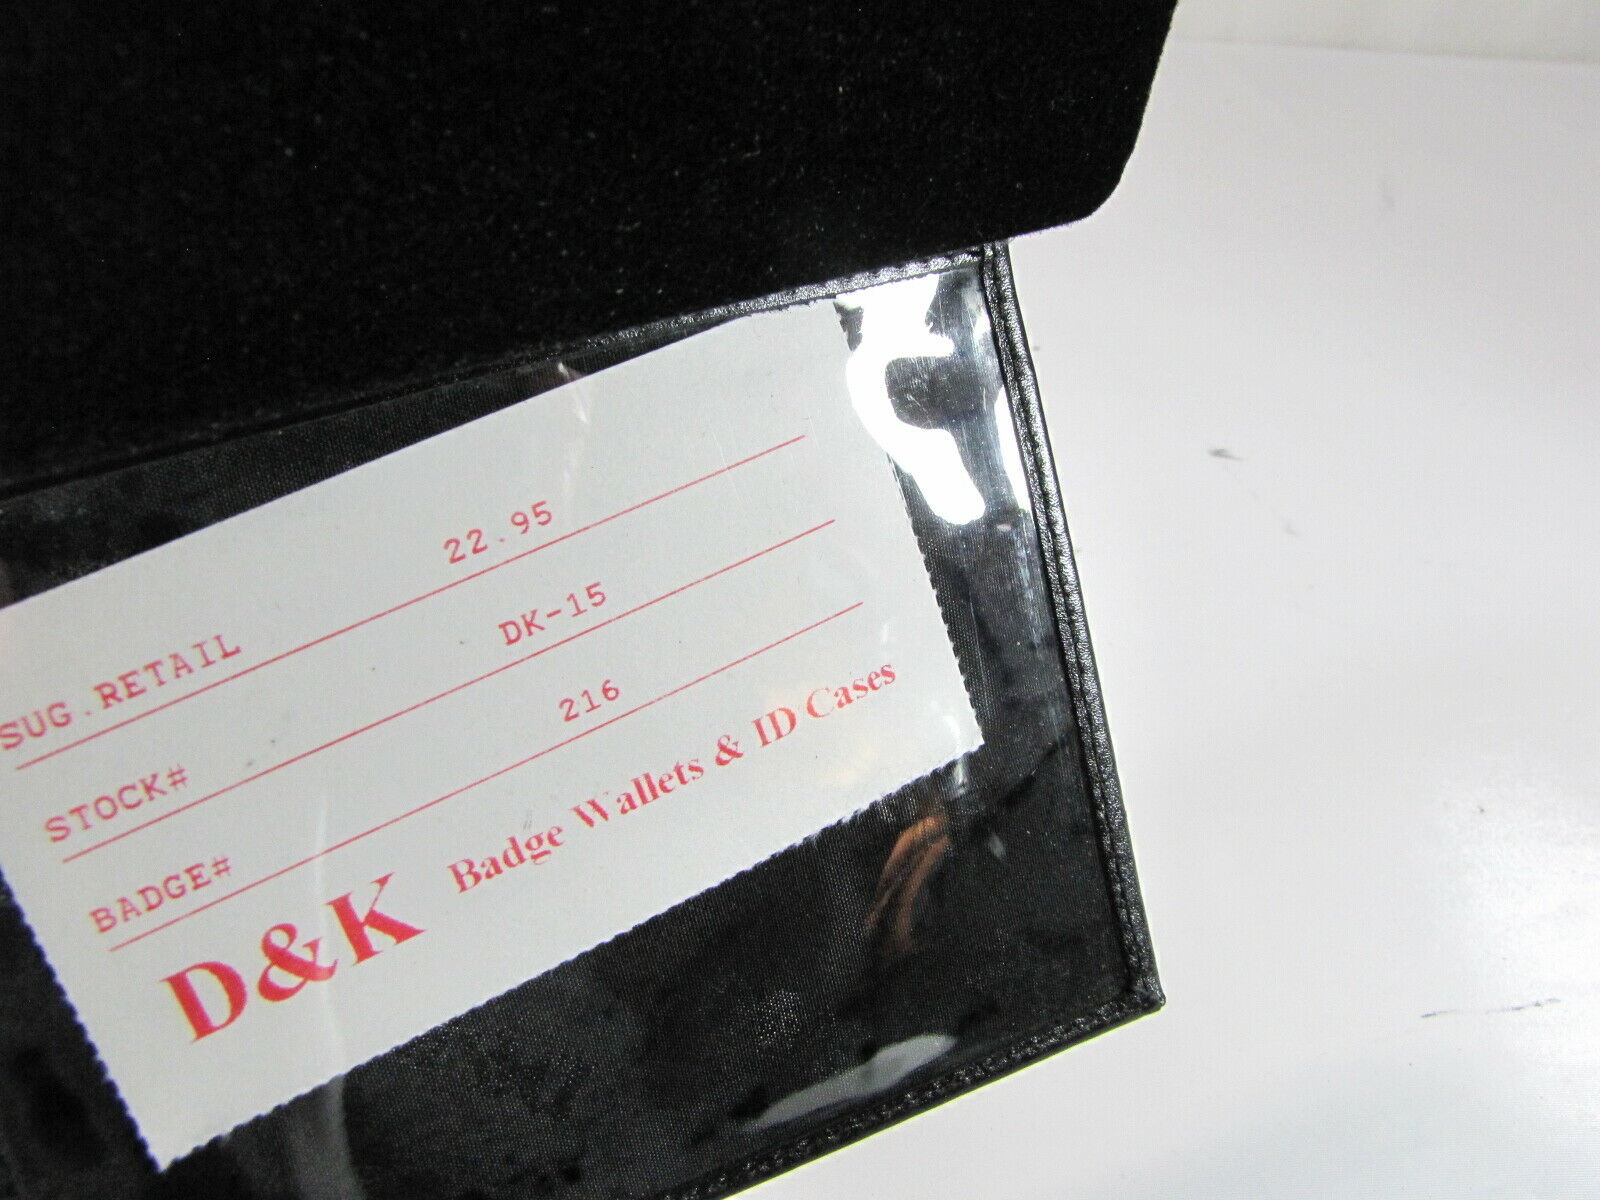 SUG.RETAIL 22.95
STOCK# DK-15
BADGE# 216
D&K Badge Wallets & ID Cases